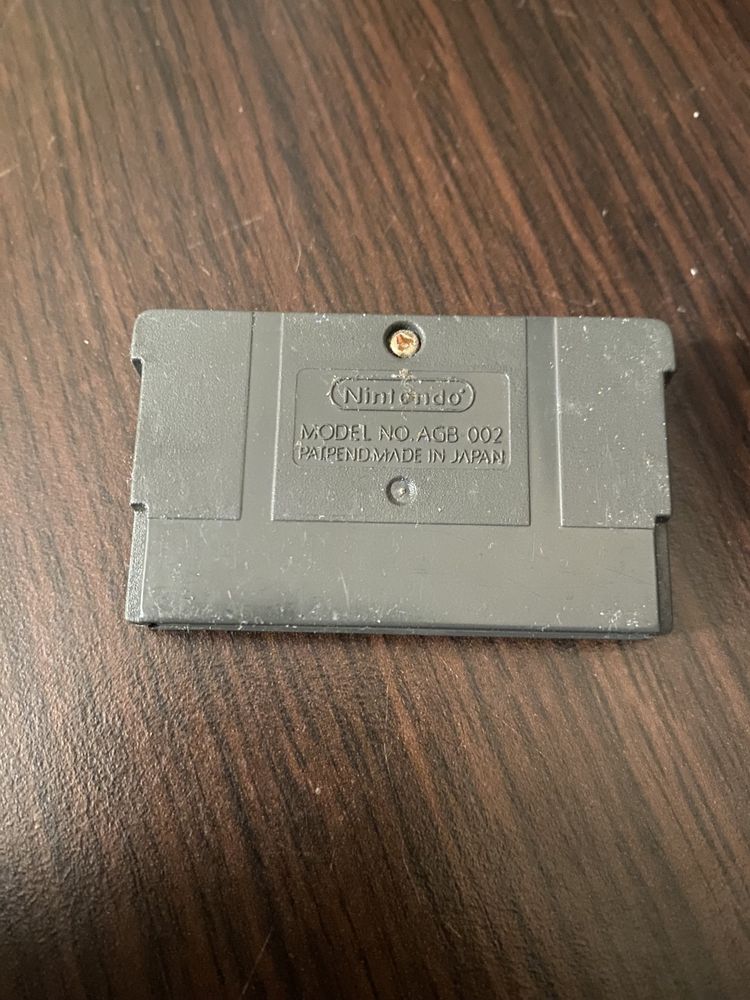 Nintendo
MODEL NO. AGB 002
PAT.PEND.MADE IN JAPAN